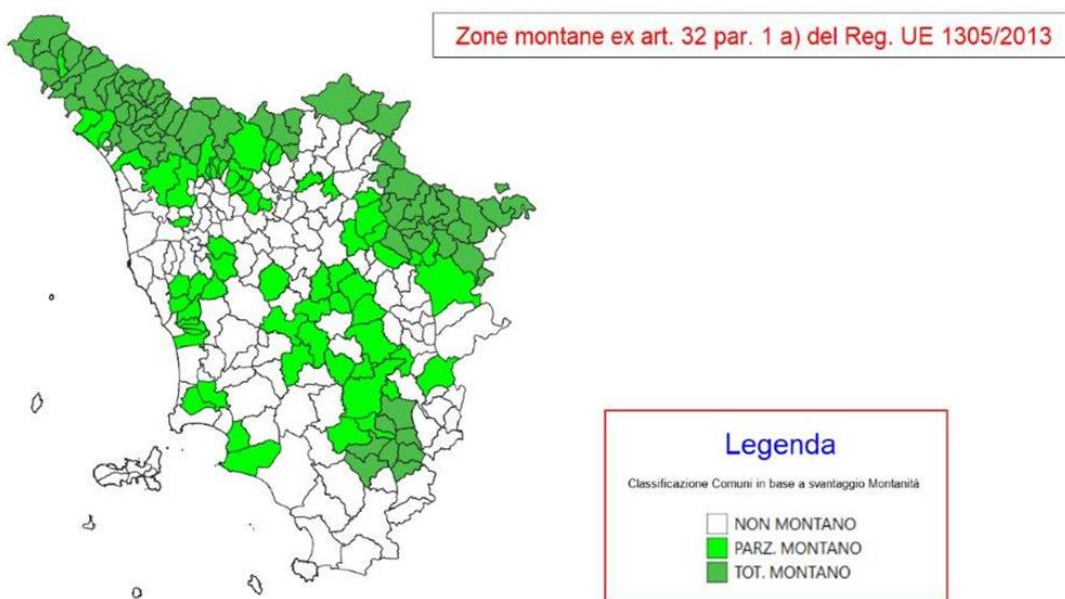 Zone montane ex art. 32 par. 1 a) del Reg. UE 1305/2013
Legenda
Classificazione Comuni in base a svantaggio Montanità
NON MONTANO
PARZ. MONTANO
TOT. MONTANO